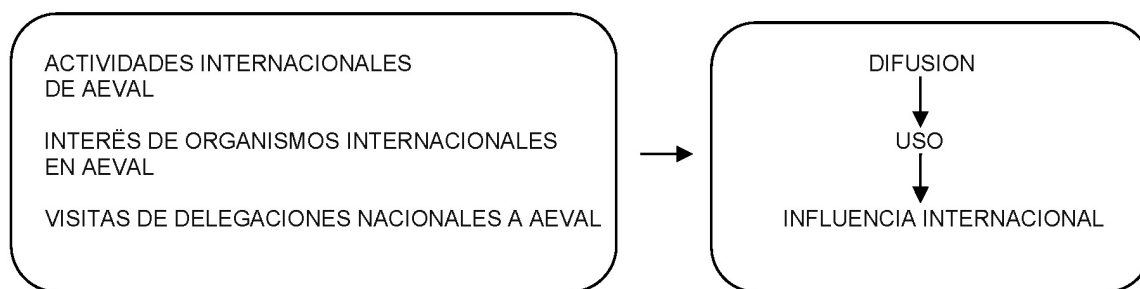 ACTIVIDADES INTERNACIONALES
DE AEVAL
INTERËS DE ORGANISMOS INTERNACIONALES
EN AEVAL
VISITAS DE DELEGACIONES NACIONALES A AEVAL
DIFUSION
USO
INFLUENCIA INTERNACIONAL